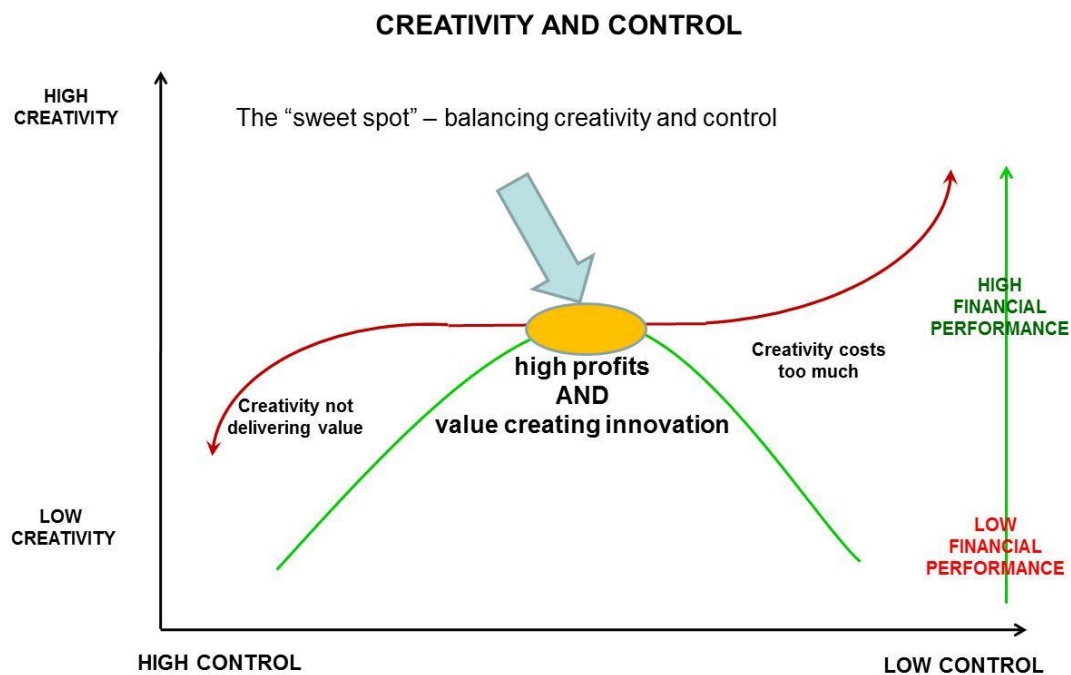 CREATIVITY AND CONTROL
HIGH
CREATIVITY
The “sweet spot” – balancing creativity and control
HIGH
FINANCIAL
PERFORMANCE
Creativity costs
too much
high profits
AND
value creating innovation
Creativity not
delivering value
LOW
CREATIVITY
LOW
FINANCIAL
PERFORMANCE
HIGH CONTROL
LOW CONTROL